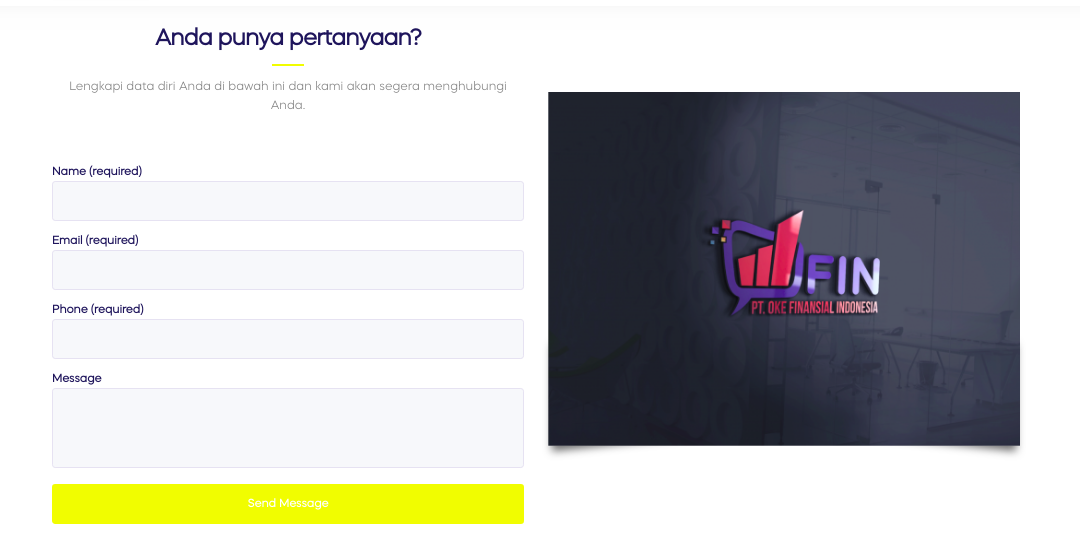 Anda punya pertanyaan?
Lengkapi data diri Anda di bawah ini dan kami akan segera menghubungi
Anda.
Name (required)
Email (required)
Phone (required)
Message
Send Message
FIN
PT. OKE FINANSIAL INDONESIA